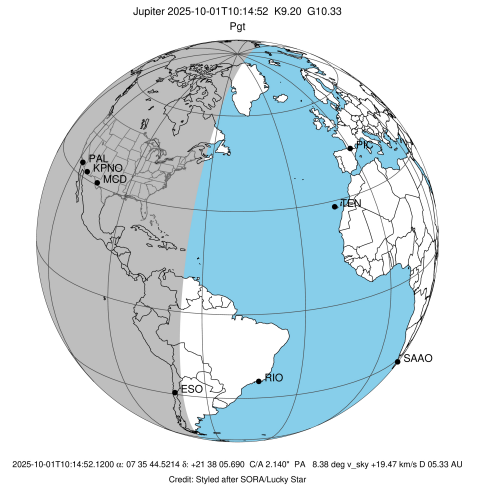 Jupiter 2025-10-01T10:14:52 K9.20 G10.33
Pgt
PIC
PAL
KPNO
MCD
TEN
SAAO
RIO
ESO
2025-10-01T10:14:52.1200 α: 07 35 44.5214 δ: +21 38 05.690 C/A 2.140" PA 8.38 deg v_sky +19.47 km/s D 05.33 AU
Credit: Styled after SORA/Lucky Star